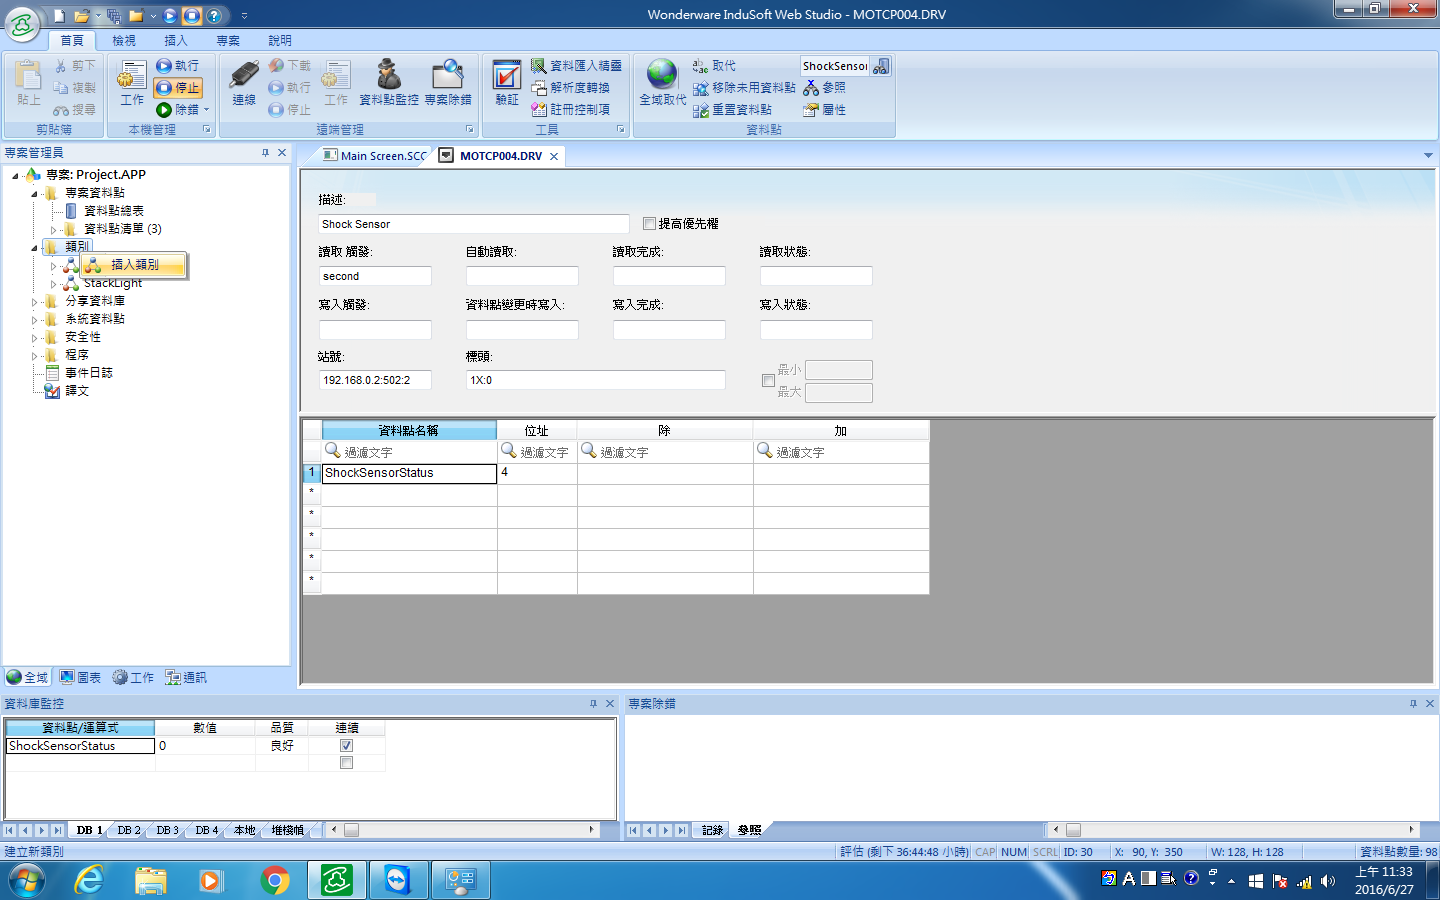 Wonderware InduSoft Web Studio - MOTCP004.DRV
首頁 檢視 插入 專案 說明
貼上 剪下 複製 搜尋 剪貼簿
工作 執行 停止 除錯 本機管理
連線 下載 執行 停止 工作 資料點監控 專案除錯 遠端管理
驗証 資料匯入精靈 解析度轉換 註冊控制項 工具
全域取代 取代 移除未用資料點 重置資料點 ShockSensor 參照 屬性 資料點
專案管理員
Main Screen.SCC MOTCP004.DRV
專案: Project.APP
專案資料點
資料點總表
資料點清單 (3)
類別
插入類別
StackLight
分享資料庫
系統資料點
安全性
程序
事件日誌
譯文
全域 圖表 工作 通訊
描述:
Shock Sensor 提高優先權
讀取 觸發: 自動讀取: 讀取完成: 讀取狀態:
second
寫入觸發: 資料點變更時寫入: 寫入完成: 寫入狀態:
站號: 標頭:
192.168.0.2:502:2 1X:0
最小
最大
資料點名稱 位址 除 加
過濾文字 過濾文字 過濾文字 過濾文字
1 ShockSensorStatus 4
*
*
*
*
*
資料庫監控
資料點/運算式 數值 品質 連續
ShockSensorStatus 0 良好
DB 1 DB 2 DB 3 DB 4 本地 堆棧幀
專案除錯
記錄 參照
建立新類別 評估 (剩下 36:44:48 小時) CAP NUM SCRL ID: 30 X: 90, Y: 350 W: 128, H: 128 資料點數量: 98
上午 11:33
2016/6/27